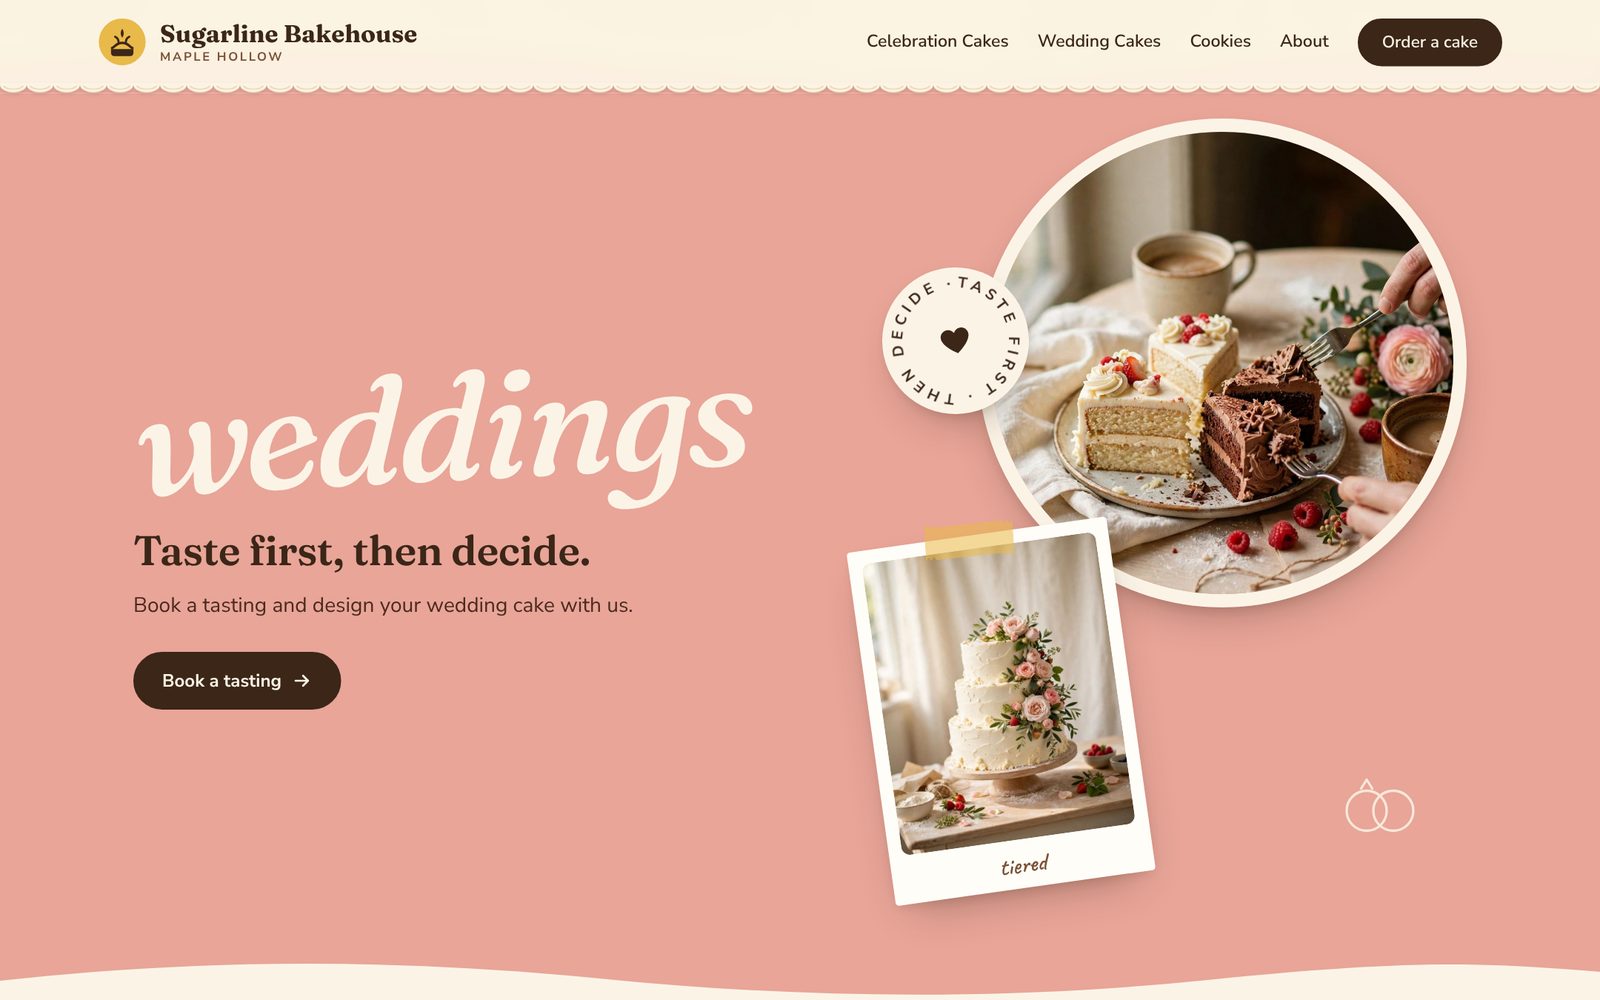 Sugarline Bakehouse
MAPLE HOLLOW
Celebration Cakes
Wedding Cakes
Cookies
About
Order a cake
TASTE FIRST · THEN DECIDE ·
weddings
Taste first, then decide.
Book a tasting and design your wedding cake with us.
Book a tasting
tiered